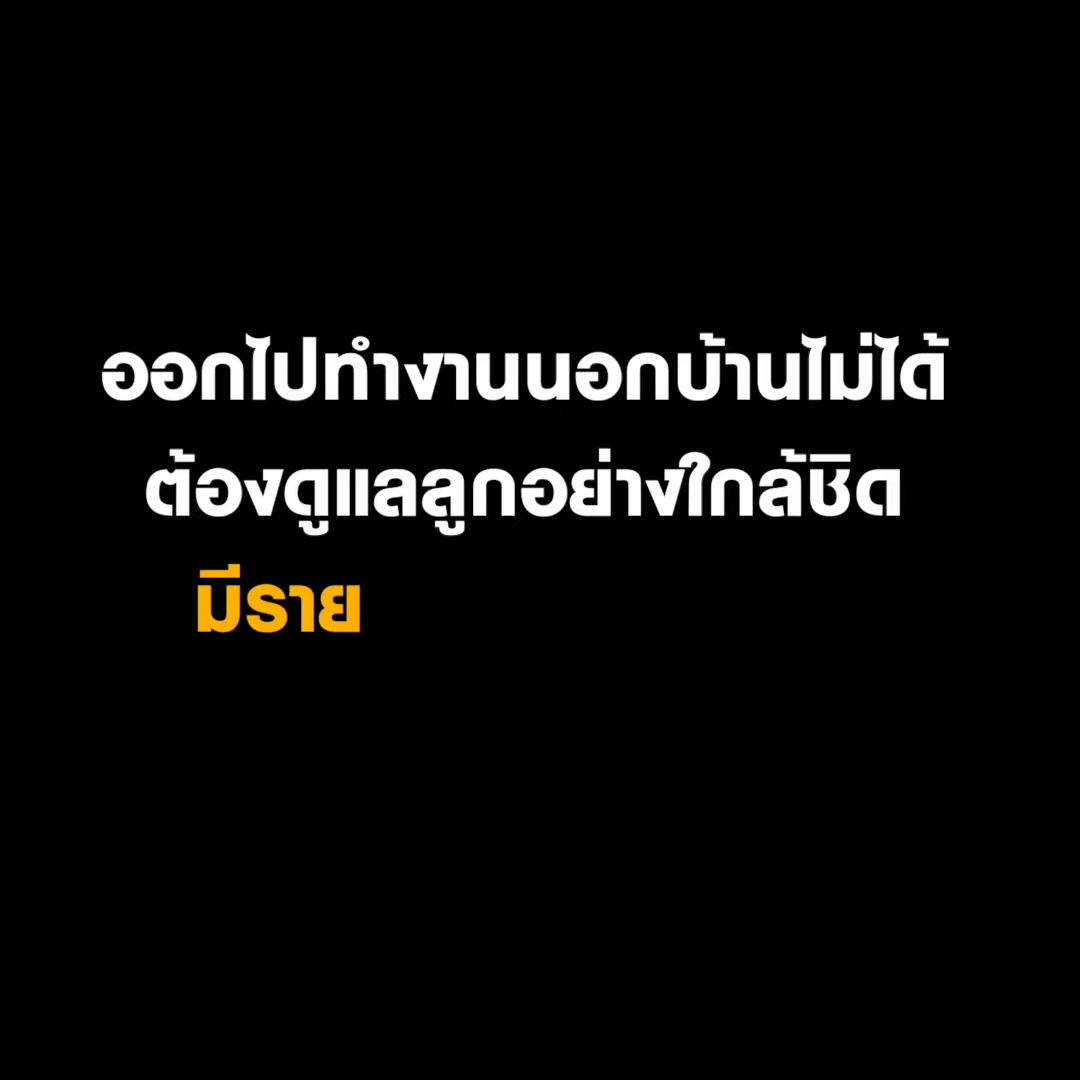 ออกไปทำงานนอกบ้านไม่ได้
ต้องดูแลลูกอย่างใกล้ชิด
มีราย